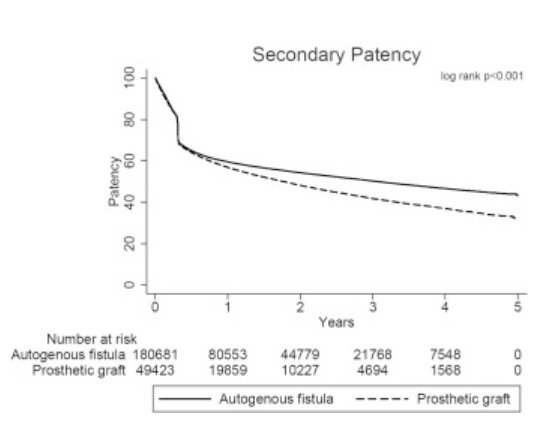 Secondary Patency
log rank p<0.001
100
80
60
40
20
0
Patency
0 1 2 3 4 5
Years
Number at risk
Autogenous fistula 180681 80553 44779 21768 7548 0
Prosthetic graft 49423 19859 10227 4694 1568 0
Autogenous fistula Prosthetic graft